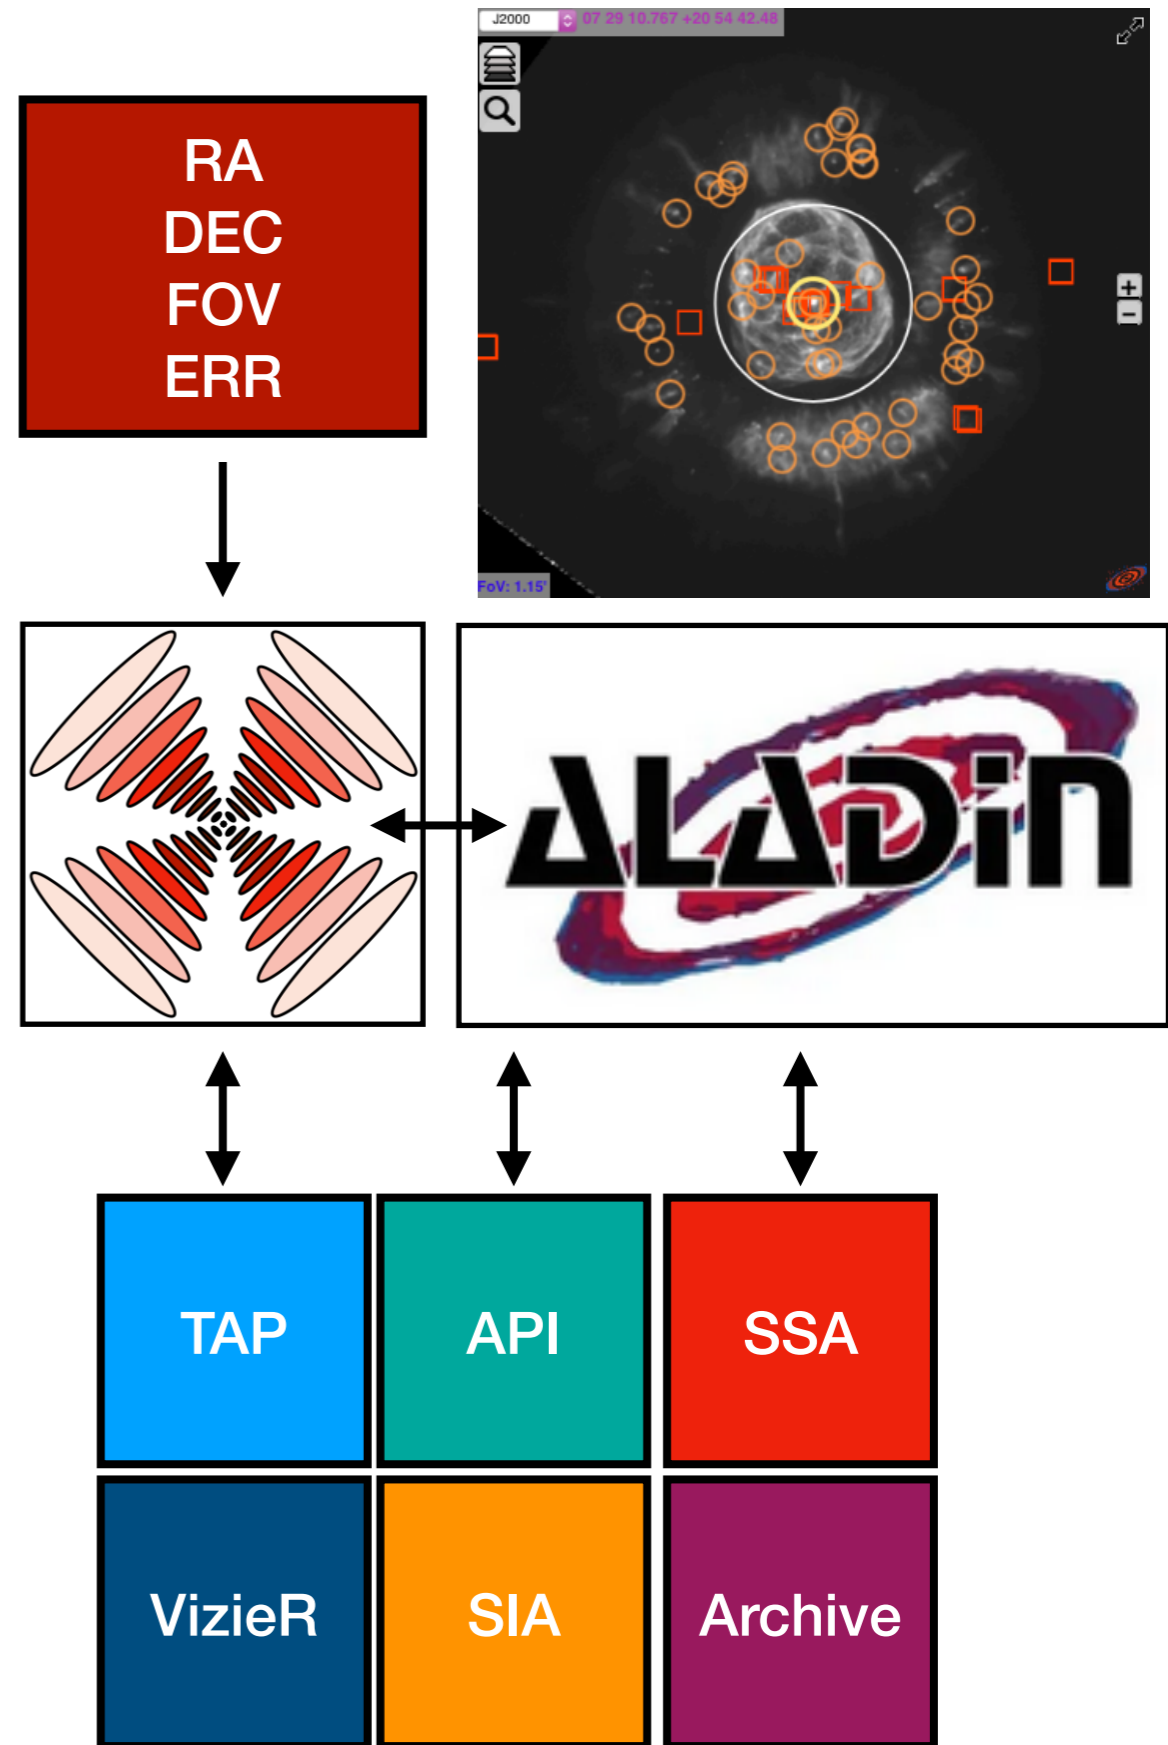 J2000
07 29 10.767 +20 54 42.48
RA
DEC
FOV
ERR
FoV: 1.15'
ALADiN
TAP
API
SSA
VizieR
SIA
Archive